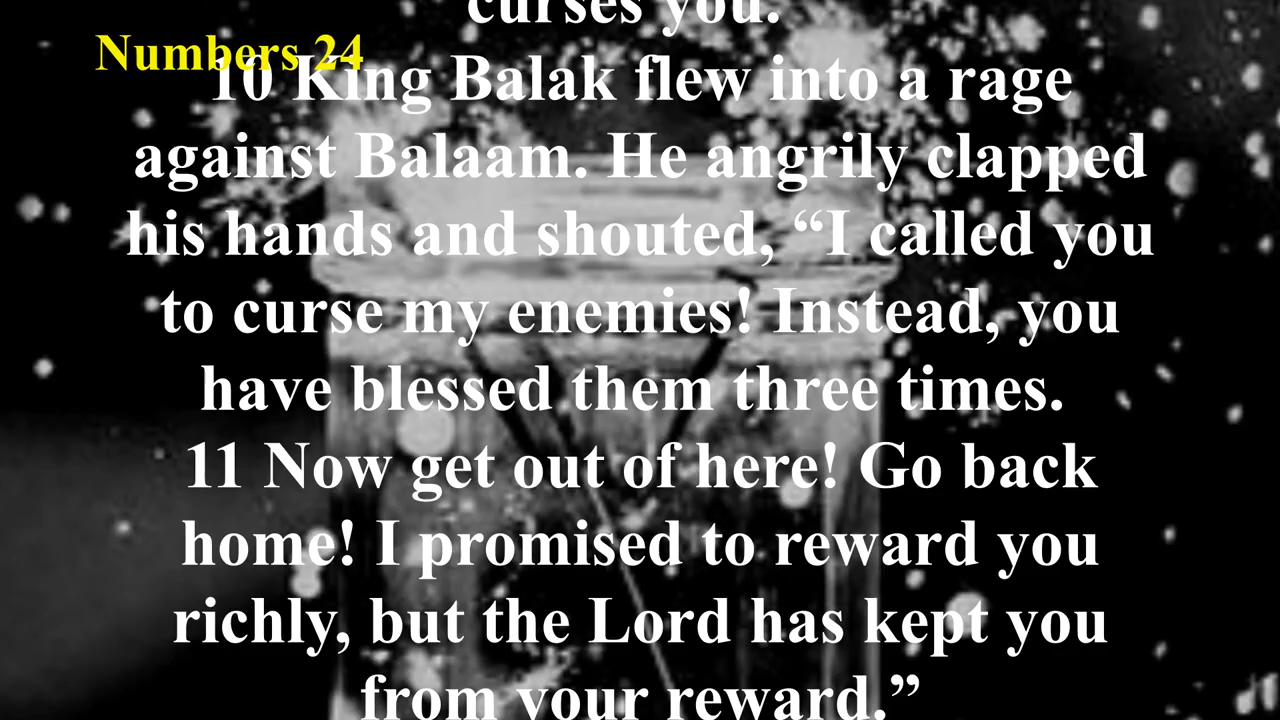 curses you.
Numbers 24
10 King Balak flew into a rage
against Balaam. He angrily clapped
his hands and shouted, “I called you
to curse my enemies! Instead, you
have blessed them three times.
11 Now get out of here! Go back
home! I promised to reward you
richly, but the Lord has kept you
from your reward.”